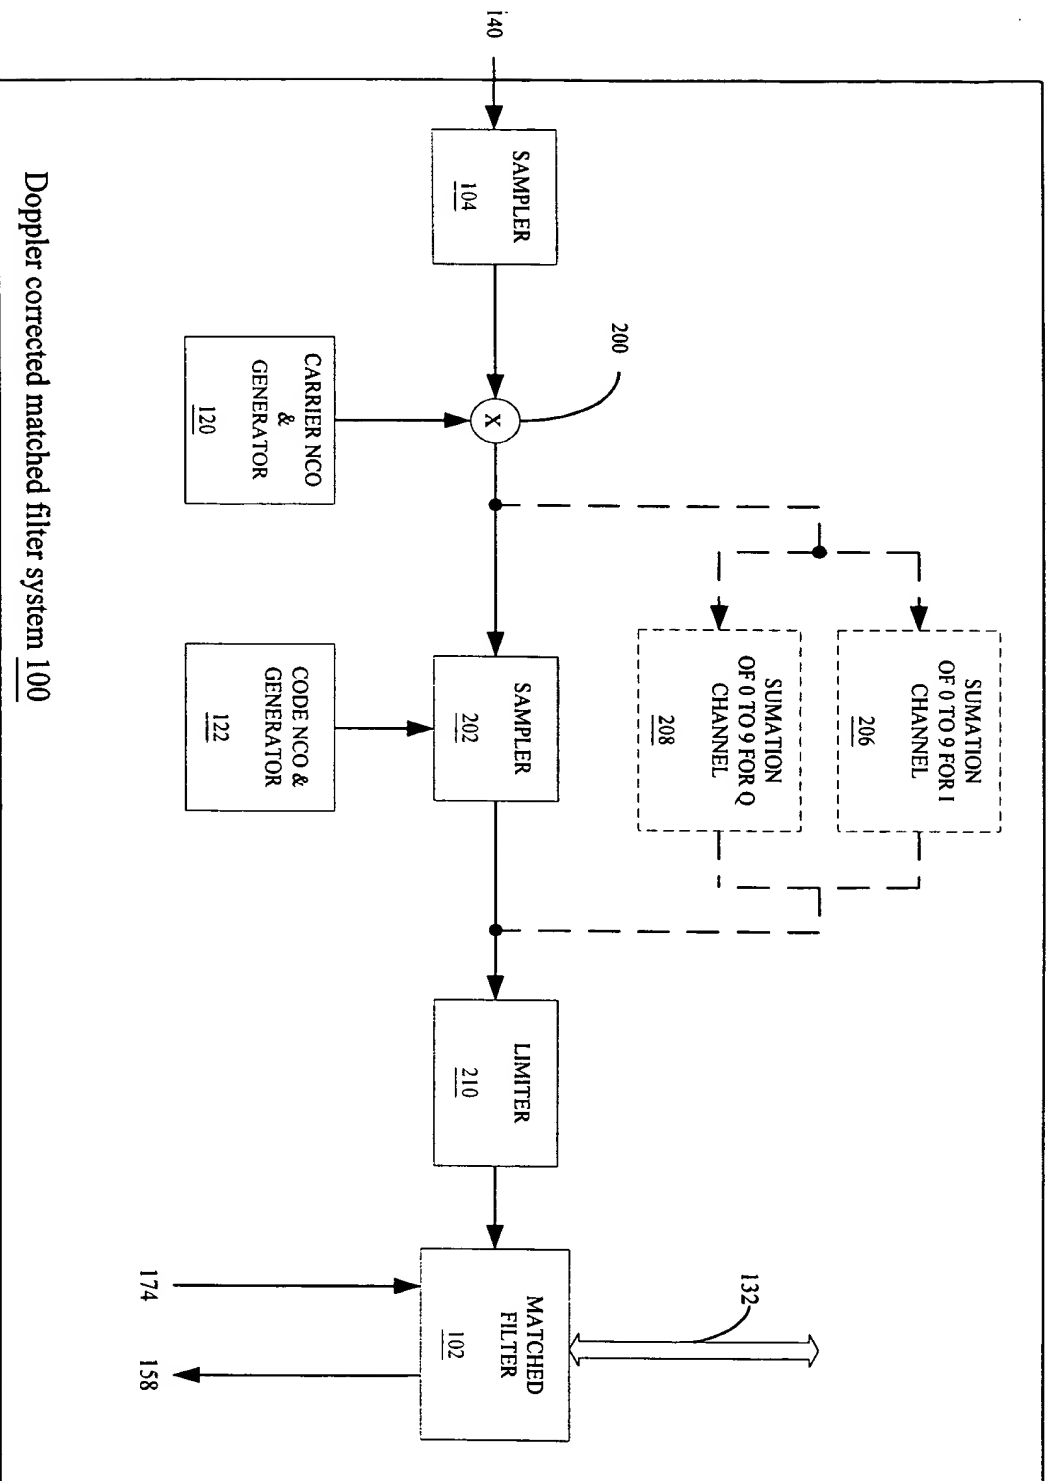 140
SAMPLER
104
200
X
CARRIER NCO
&
GENERATOR
120
SUMATION
OF 0 TO 9 FOR I
CHANNEL
206
SUMATION
OF 0 TO 9 FOR Q
CHANNEL
208
SAMPLER
202
CODE NCO &
GENERATOR
122
LIMITER
210
132
MATCHED
FILTER
102
174
158
Doppler corrected matched filter system 100